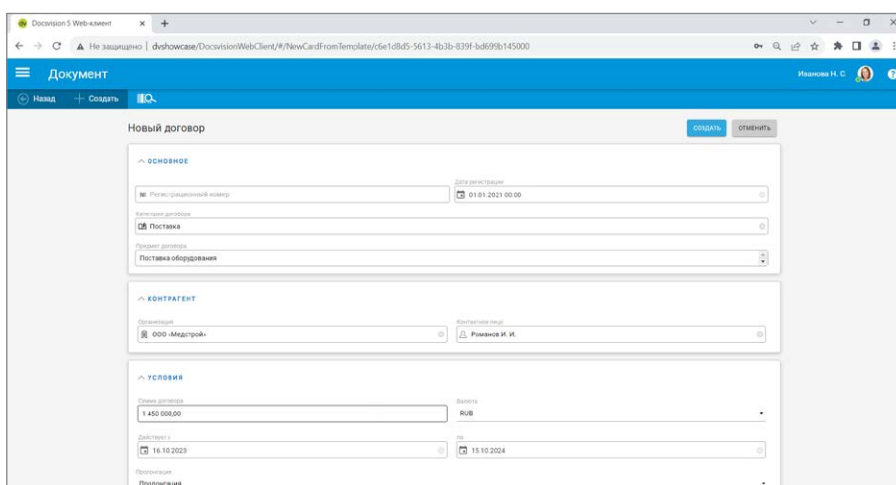 Docsvision 5 Web-клиент
Не защищено | dvshowcase/DocsvisionWebClient/#/NewCardFromTemplate/c6e1d8d5-5613-4b3b-839f-bd699b145000
Документ
Иванова Н. С.
Назад Создать
Новый договор
СОЗДАТЬ ОТМЕНИТЬ
ОСНОВНОЕ
Дата регистрации
Регистрационный номер 01.01.2021 00:00
Категория договора
Поставка
Предмет договора
Поставка оборудования
КОНТРАГЕНТ
Организация Контактное лицо
ООО «Медстрой» Романов И. И.
УСЛОВИЯ
Сумма договора Валюта
1 450 000,00 RUB
Действует с по
16.10.2023 15.10.2024
Пролонгация
Пролонгация